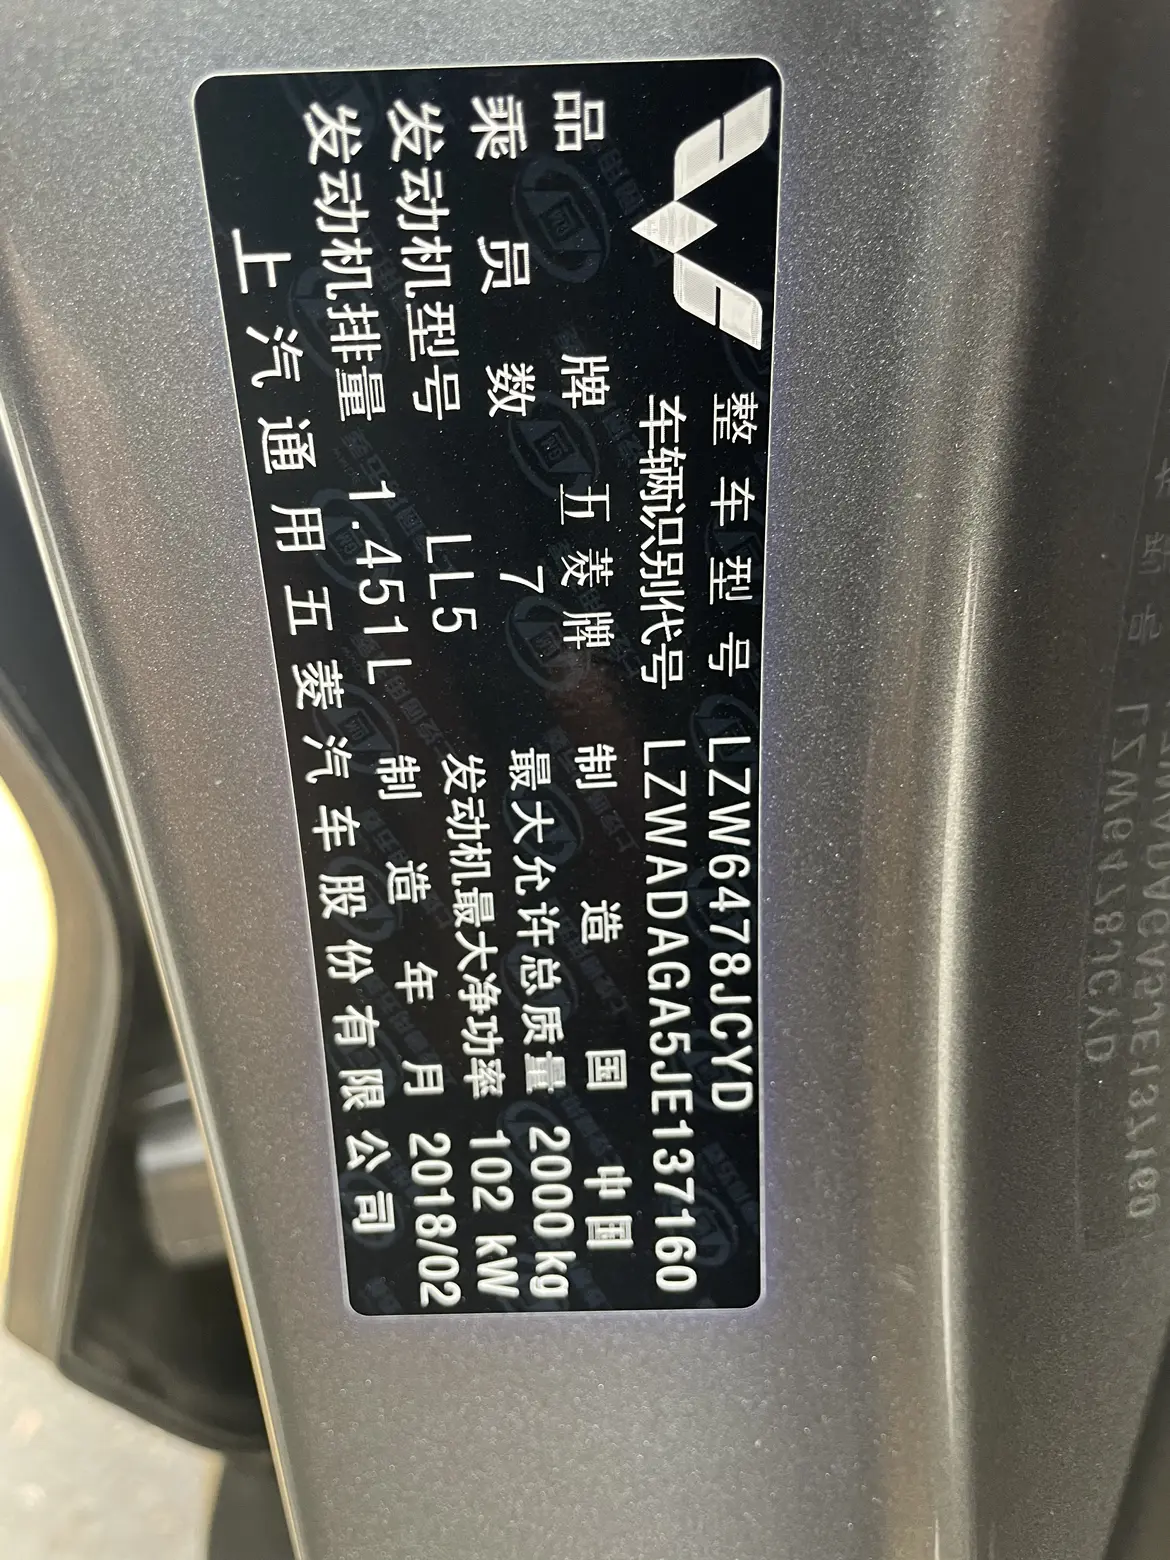 整车型号 LZW6478JCYD
车辆识别代号 LZWADAGA5JE137160
品牌 五菱牌 制造国 中国
乘员数 7 最大允许总质量 2000kg
发动机型号 LL5 发动机最大净功率 102 kW
发动机排量 1.451L 制造年月 2018/02
上汽通用五菱汽车股份有限公司